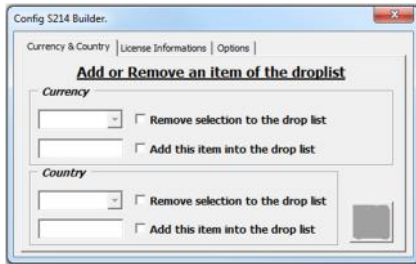 Config S214 Builder.
Currency & Country License Informations Options
Add or Remove an item of the droplist
Currency
Remove selection to the drop list
Add this item into the drop list
Country
Remove selection to the drop list
Add this item into the drop list